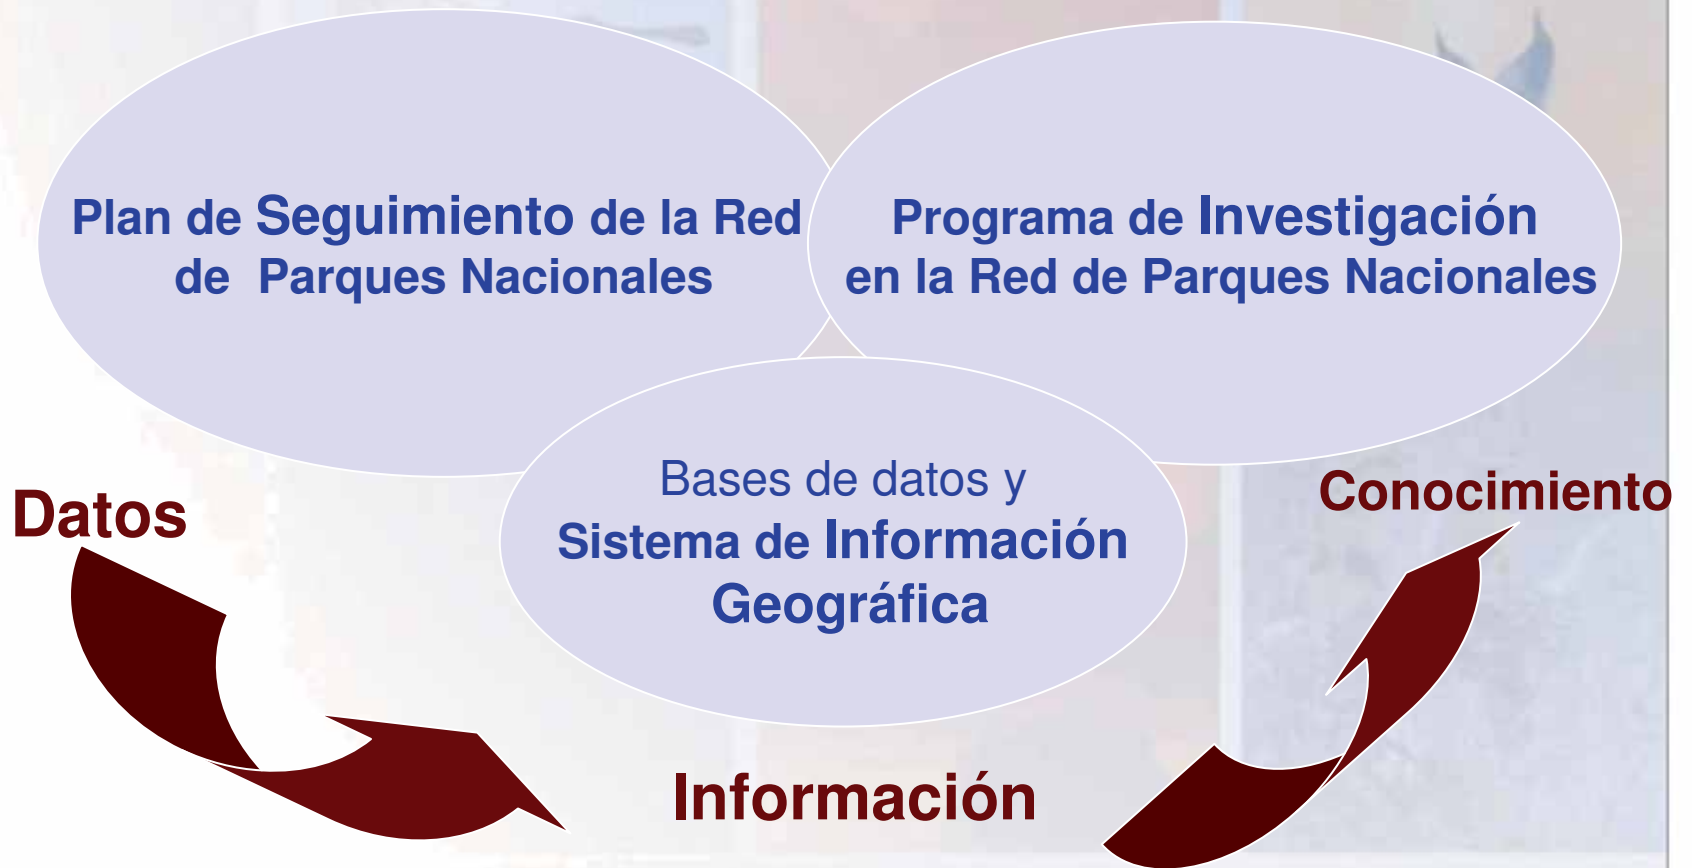 Plan de Seguimiento de la Red
de Parques Nacionales
Programa de Investigación
en la Red de Parques Nacionales
Bases de datos y
Sistema de Información
Geográfica
Datos
Conocimiento
Información